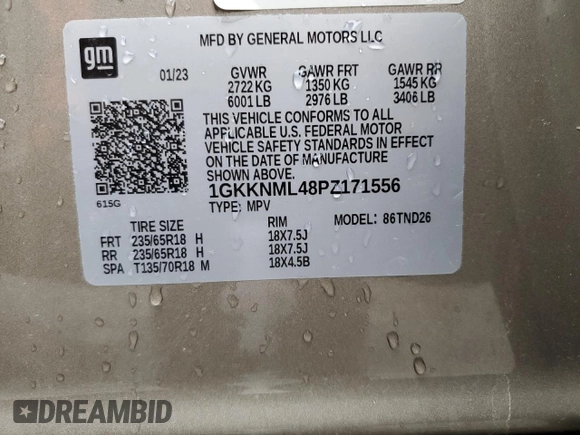 gm
MFD BY GENERAL MOTORS LLC
01/23 GVWR GAWR FRT GAWR RR
2722 KG 1350 KG 1545 KG
6001 LB 2976 LB 3406 LB
THIS VEHICLE CONFORMS TO ALL
APPLICABLE U.S. FEDERAL MOTOR
VEHICLE SAFETY STANDARDS IN EFFECT
ON THE DATE OF MANUFACTURE
SHOWN ABOVE.
1GKKNML48PZ171556
615G TYPE: MPV
TIRE SIZE RIM MODEL: 86TND26
FRT 235/65R18 H 18X7.5J
RR 235/65R18 H 18X7.5J
SPA T135/70R18 M 18X4.5B
DREAMBID